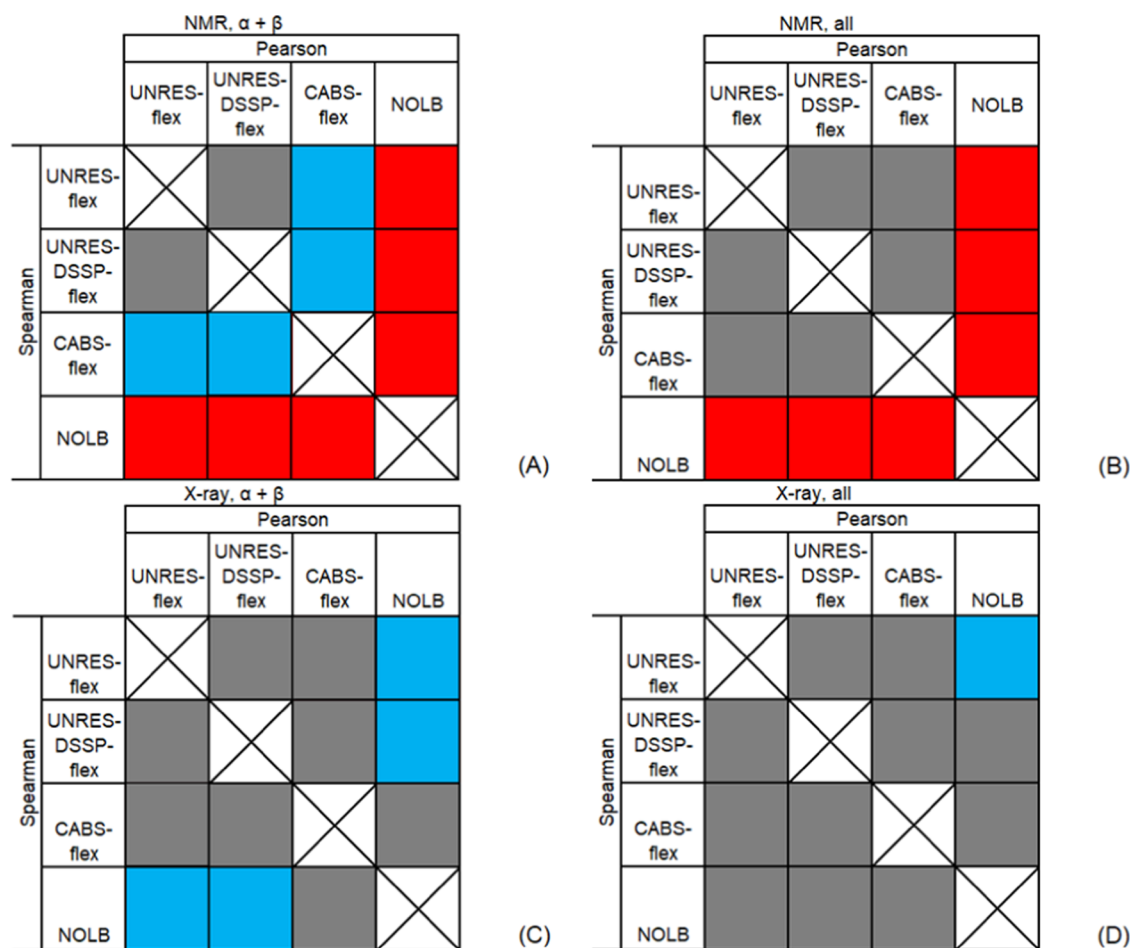 NMR, α + β
Pearson
UNRES-
flex
UNRES-
DSSP-
flex
CABS-
flex
NOLB
Spearman
UNRES-
flex
UNRES-
DSSP-
flex
CABS-
flex
NOLB
(A)
NMR, all
Pearson
UNRES-
flex
UNRES-
DSSP-
flex
CABS-
flex
NOLB
Spearman
UNRES-
flex
UNRES-
DSSP-
flex
CABS-
flex
NOLB
(B)
X-ray, α + β
Pearson
UNRES-
flex
UNRES-
DSSP-
flex
CABS-
flex
NOLB
Spearman
UNRES-
flex
UNRES-
DSSP-
flex
CABS-
flex
NOLB
(C)
X-ray, all
Pearson
UNRES-
flex
UNRES-
DSSP-
flex
CABS-
flex
NOLB
Spearman
UNRES-
flex
UNRES-
DSSP-
flex
CABS-
flex
NOLB
(D)